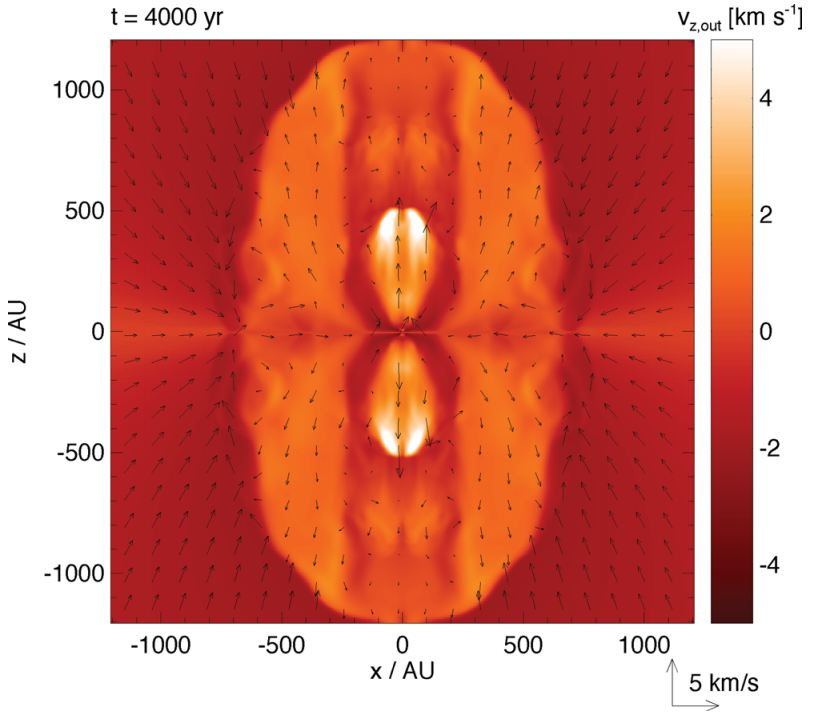 t = 4000 yr
v_z,out [km s⁻¹]
1000
500
0
-500
-1000
z / AU
-1000 -500 0 500 1000
x / AU
4
2
0
-2
-4
5 km/s